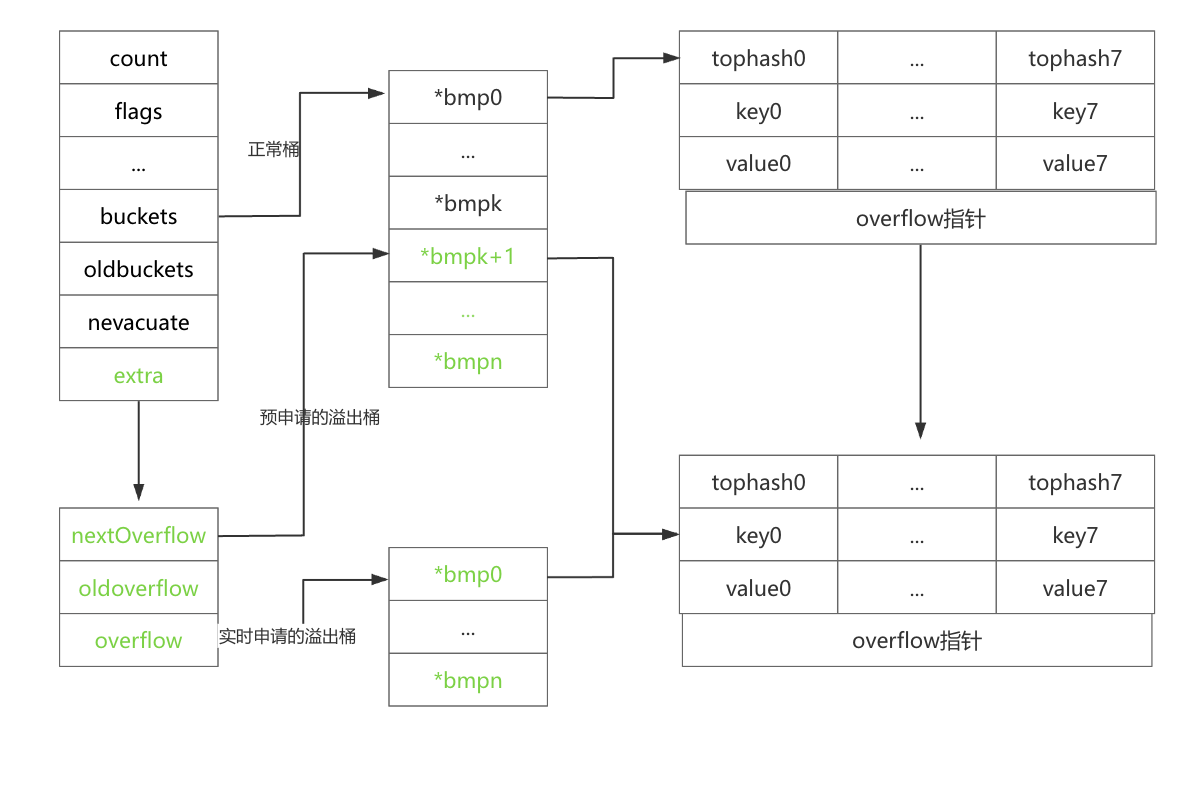 count
flags
...
buckets
oldbuckets
nevacuate
extra
正常桶
预申请的溢出桶
nextOverflow
oldoverflow
overflow
实时申请的溢出桶
*bmp0
...
*bmpk
*bmpk+1
...
*bmpn
*bmp0
...
*bmpn
tophash0 ... tophash7
key0 ... key7
value0 ... value7
overflow指针
tophash0 ... tophash7
key0 ... key7
value0 ... value7
overflow指针